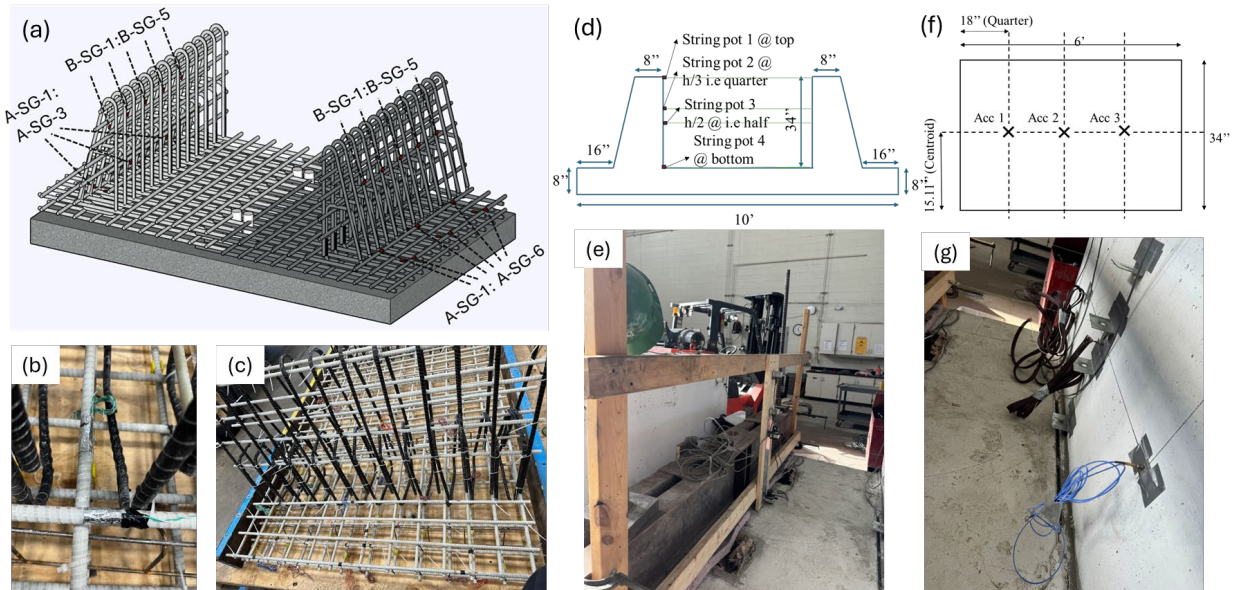 (a)
B-SG-1:B-SG-5
A-SG-1:
A-SG-3
B-SG-1:B-SG-5
A-SG-1: A-SG-6
(b)
(c)
(d)
String pot 1 @ top
String pot 2 @
h/3 i.e quarter
String pot 3
h/2 @ i.e half
String pot 4
@ bottom
8’’
8’’
34’’
16’’
16’’
8’’
8’’
10’
(e)
(f)
18’’ (Quarter)
6’
Acc 1
Acc 2
Acc 3
34’’
15.11’’ (Centroid)
(g)